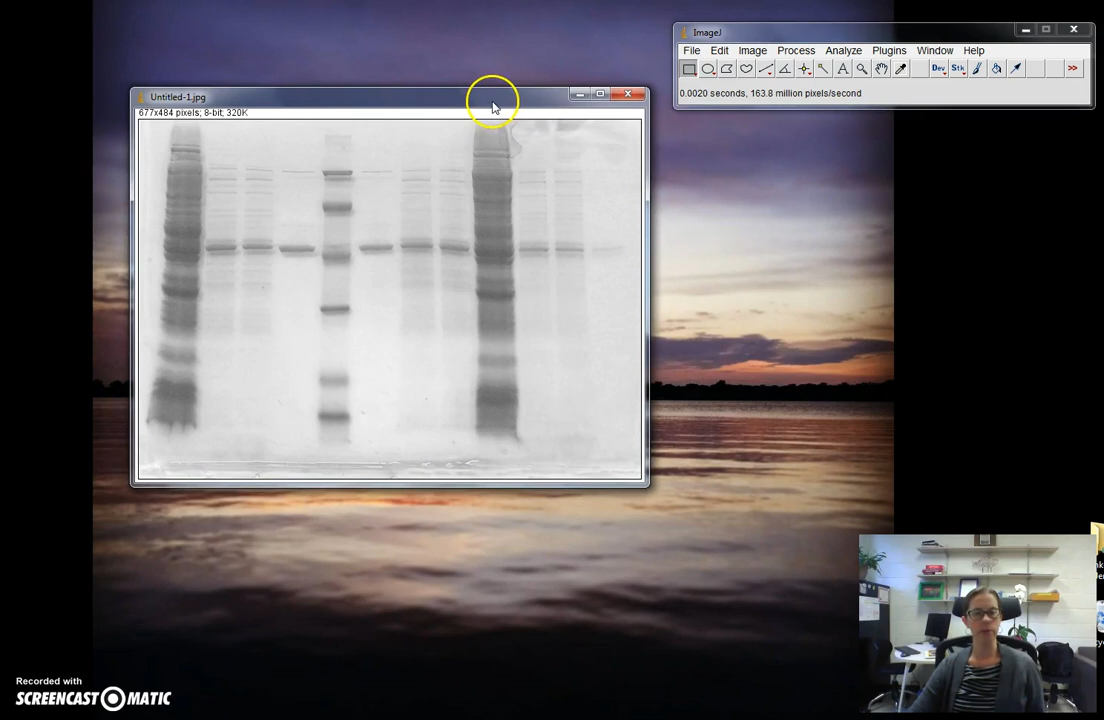 ImageJ
File Edit Image Process Analyze Plugins Window Help
Dev Stk >>
0.0020 seconds, 163.8 million pixels/second
Untitled-1.jpg
677x484 pixels; 8-bit; 320K
Recorded with
SCREENCAST MATIC